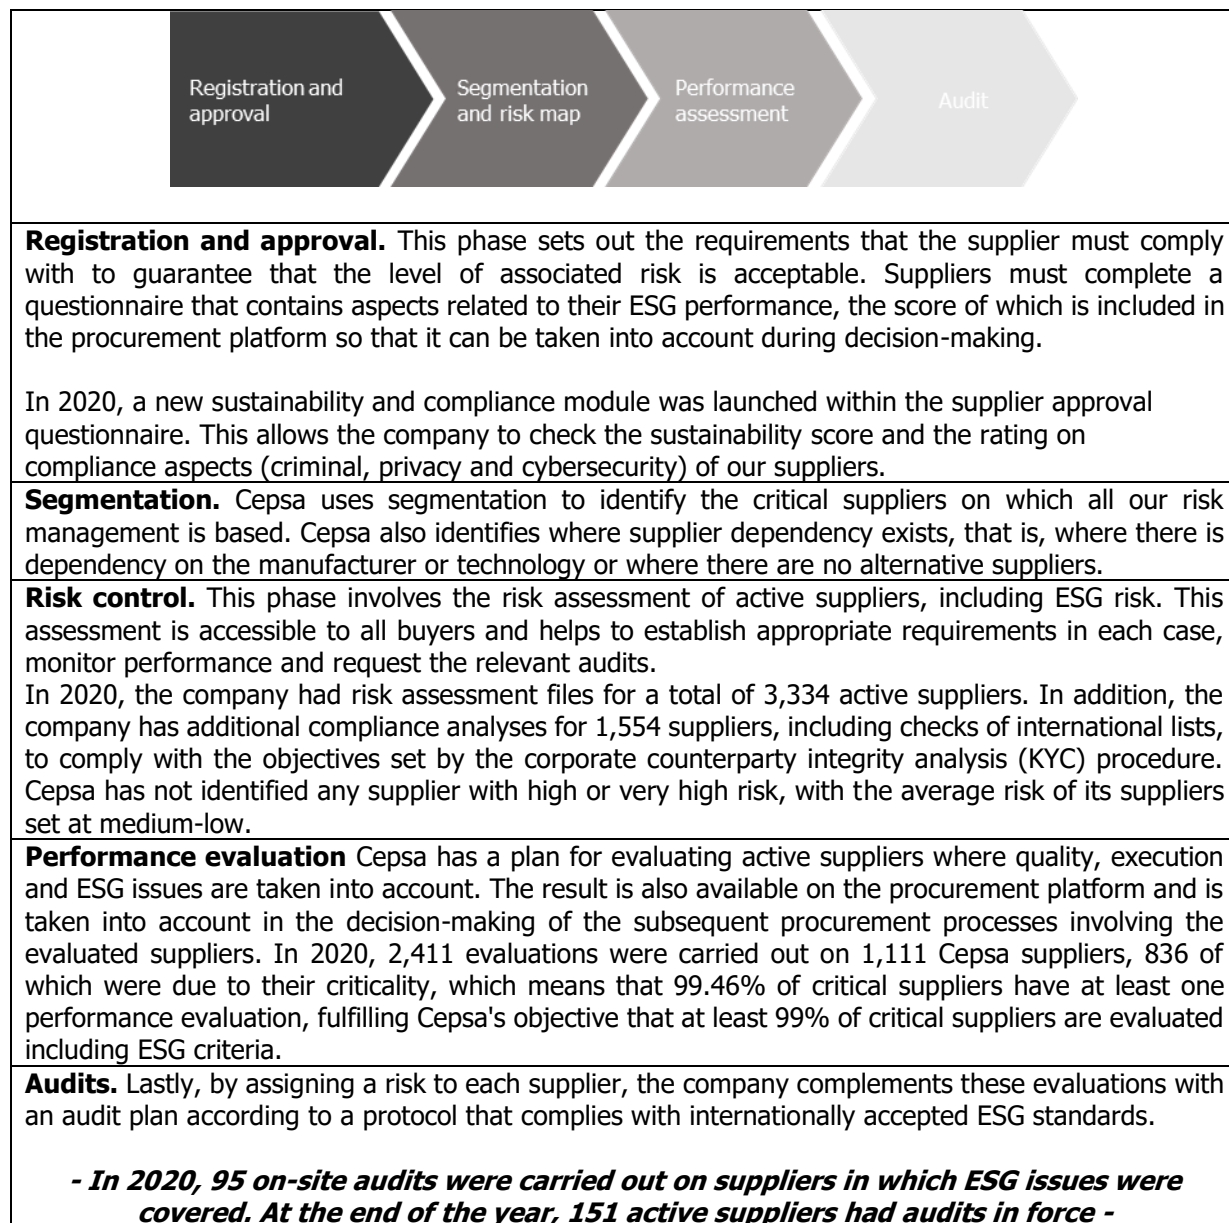 Registration and
approval
Segmentation
and risk map
Performance
assessment
Audit
Registration and approval. This phase sets out the requirements that the supplier must comply
with to guarantee that the level of associated risk is acceptable. Suppliers must complete a
questionnaire that contains aspects related to their ESG performance, the score of which is included in
the procurement platform so that it can be taken into account during decision-making.
In 2020, a new sustainability and compliance module was launched within the supplier approval
questionnaire. This allows the company to check the sustainability score and the rating on
compliance aspects (criminal, privacy and cybersecurity) of our suppliers.
Segmentation. Cepsa uses segmentation to identify the critical suppliers on which all our risk
management is based. Cepsa also identifies where supplier dependency exists, that is, where there is
dependency on the manufacturer or technology or where there are no alternative suppliers.
Risk control. This phase involves the risk assessment of active suppliers, including ESG risk. This
assessment is accessible to all buyers and helps to establish appropriate requirements in each case,
monitor performance and request the relevant audits.
In 2020, the company had risk assessment files for a total of 3,334 active suppliers. In addition, the
company has additional compliance analyses for 1,554 suppliers, including checks of international lists,
to comply with the objectives set by the corporate counterparty integrity analysis (KYC) procedure.
Cepsa has not identified any supplier with high or very high risk, with the average risk of its suppliers
set at medium-low.
Performance evaluation Cepsa has a plan for evaluating active suppliers where quality, execution
and ESG issues are taken into account. The result is also available on the procurement platform and is
taken into account in the decision-making of the subsequent procurement processes involving the
evaluated suppliers. In 2020, 2,411 evaluations were carried out on 1,111 Cepsa suppliers, 836 of
which were due to their criticality, which means that 99.46% of critical suppliers have at least one
performance evaluation, fulfilling Cepsa's objective that at least 99% of critical suppliers are evaluated
including ESG criteria.
Audits. Lastly, by assigning a risk to each supplier, the company complements these evaluations with
an audit plan according to a protocol that complies with internationally accepted ESG standards.
- In 2020, 95 on-site audits were carried out on suppliers in which ESG issues were
covered. At the end of the year, 151 active suppliers had audits in force -